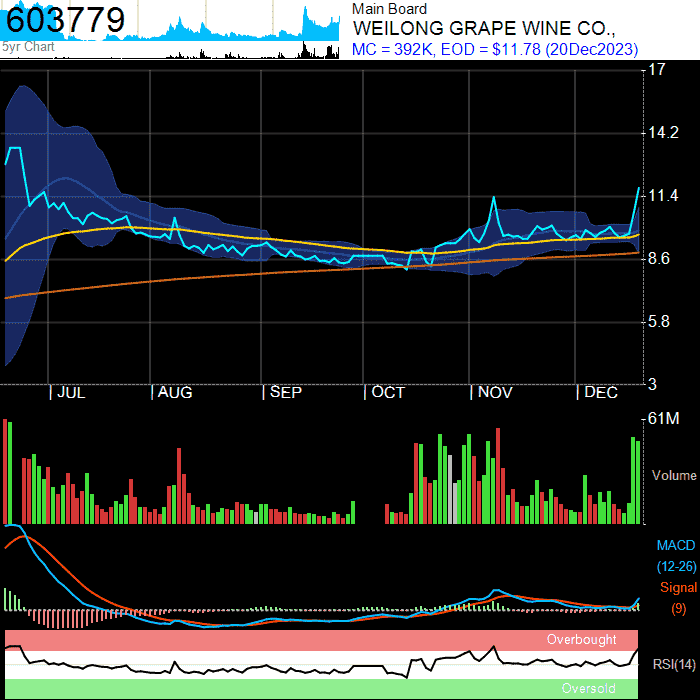 603779
5yr Chart
Main Board
WEILONG GRAPE WINE CO.,
MC = 392K, EOD = $11.78 (20Dec2023)
17
14.2
11.4
8.6
5.8
3
| JUL | AUG | SEP | OCT | NOV | DEC
61M
Volume
MACD
(12-26)
Signal
(9)
Overbought
RSI(14)
Oversold